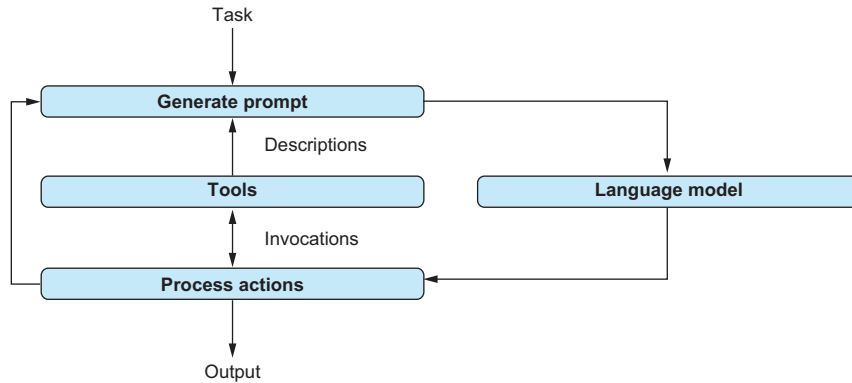 Task
Generate prompt
Descriptions
Tools
Language model
Invocations
Process actions
Output